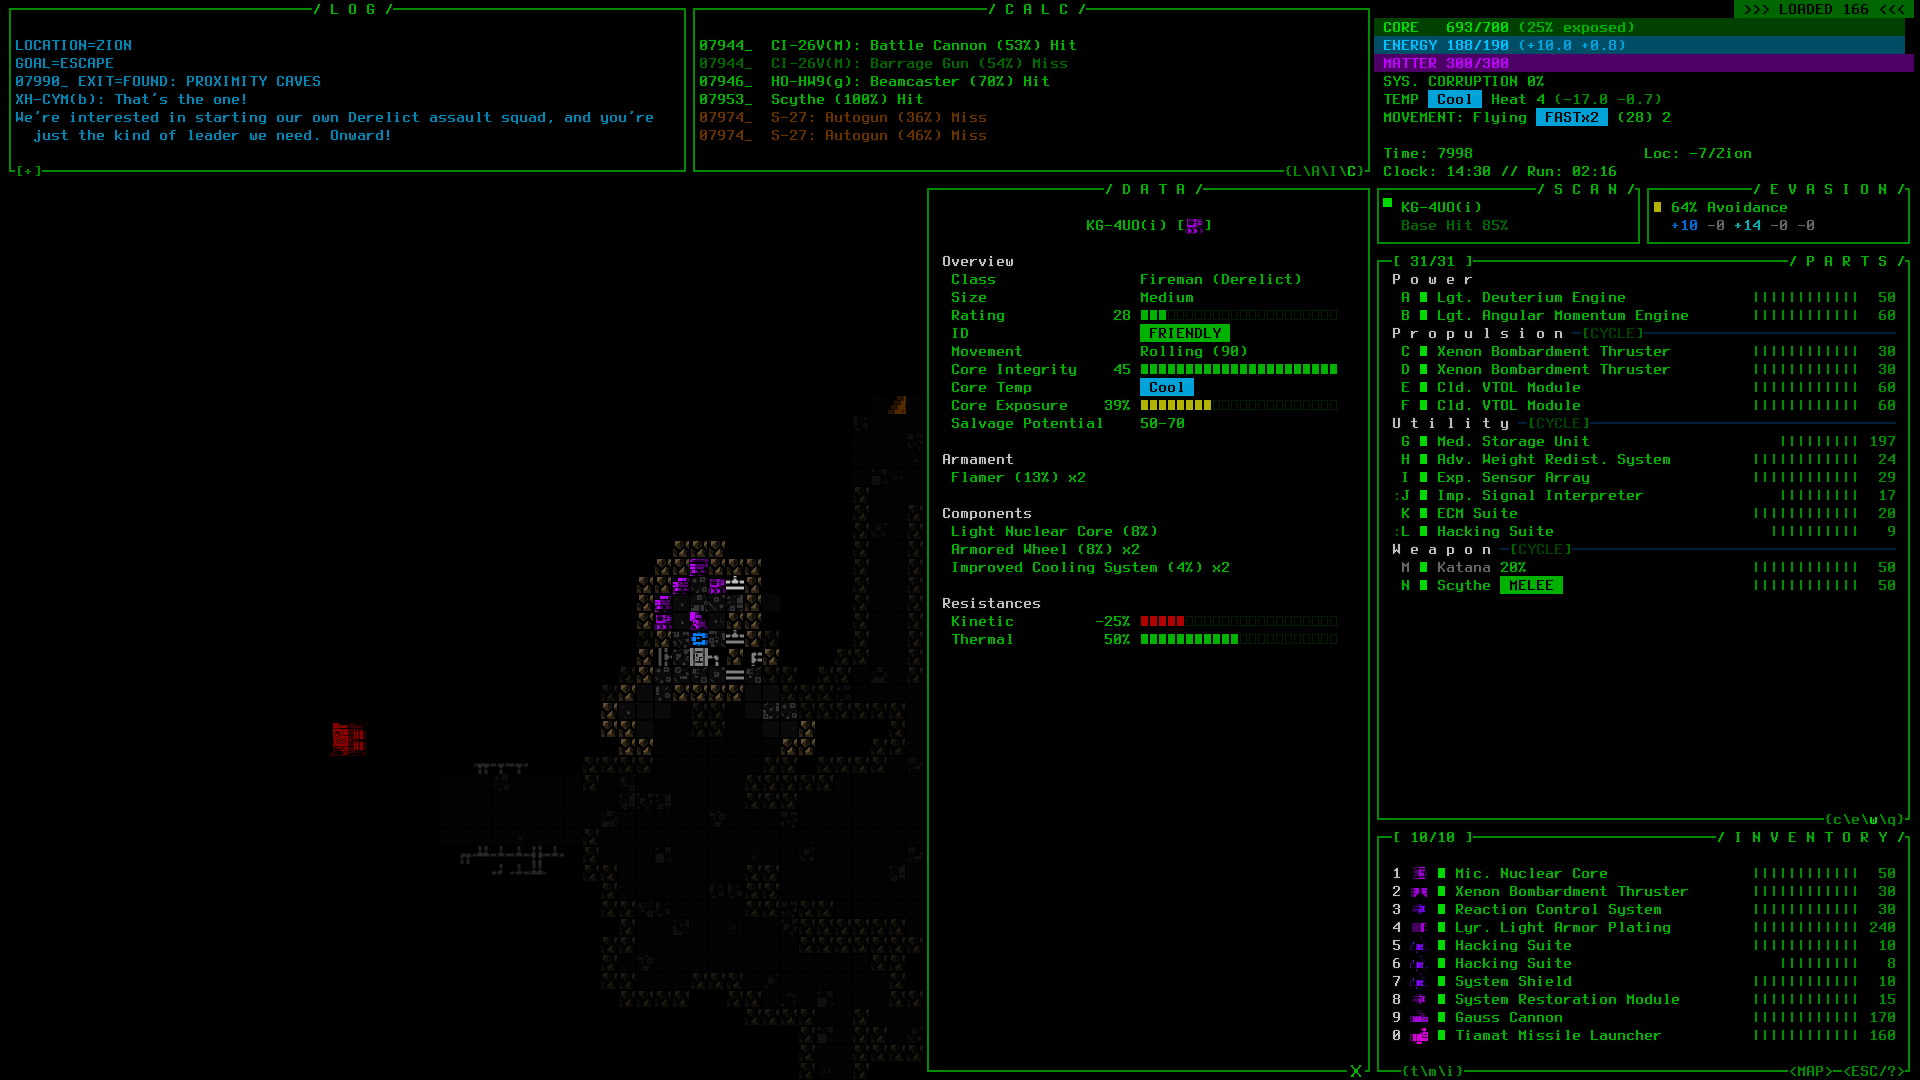 / L O G /
LOCATION=ZION
GOAL=ESCAPE
07990_ EXIT=FOUND: PROXIMITY CAVES
XH-CYM(b): That's the one!
We're interested in starting our own Derelict assault squad, and you're
just the kind of leader we need. Onward!
[+]
/ C A L C /
07944_ CI-26V(M): Battle Cannon (53%) Hit
07944_ CI-26V(M): Barrage Gun (54%) Miss
07946_ HO-HW9(g): Beamcaster (70%) Hit
07953_ Scythe (100%) Hit
07974_ S-27: Autogun (36%) Miss
07974_ S-27: Autogun (46%) Miss
{L\A\I\C}
>>> LOADED 166 <<<
CORE 693/700 (25% exposed)
ENERGY 188/190 (+10.0 +0.8)
MATTER 300/300
SYS. CORRUPTION 0%
TEMP Cool Heat 4 (-17.0 -0.7)
MOVEMENT: Flying FASTx2 (28) 2
Time: 7998 Loc: -7/Zion
Clock: 14:30 // Run: 02:16
/ S C A N /
KG-4UO(i)
Base Hit 85%
/ E V A S I O N /
64% Avoidance
+10 -0 +14 -0 -0
/ D A T A /
KG-4UO(i) [ ]
Overview
Class Fireman (Derelict)
Size Medium
Rating 28
ID FRIENDLY
Movement Rolling (90)
Core Integrity 45
Core Temp Cool
Core Exposure 39%
Salvage Potential 50-70
Armament
Flamer (13%) x2
Components
Light Nuclear Core (8%)
Armored Wheel (8%) x2
Improved Cooling System (4%) x2
Resistances
Kinetic -25%
Thermal 50%
X
[ 31/31 ] / P A R T S /
P o w e r
A Lgt. Deuterium Engine 50
B Lgt. Angular Momentum Engine 60
P r o p u l s i o n [CYCLE]
C Xenon Bombardment Thruster 30
D Xenon Bombardment Thruster 30
E Cld. VTOL Module 60
F Cld. VTOL Module 60
U t i l i t y [CYCLE]
G Med. Storage Unit 197
H Adv. Weight Redist. System 24
I Exp. Sensor Array 29
:J Imp. Signal Interpreter 17
K ECM Suite 20
:L Hacking Suite 9
W e a p o n [CYCLE]
M Katana 20% 50
N Scythe MELEE 50
{c\e\w\q}
[ 10/10 ] / I N V E N T O R Y /
1 Mic. Nuclear Core 50
2 Xenon Bombardment Thruster 30
3 Reaction Control System 30
4 Lyr. Light Armor Plating 240
5 Hacking Suite 10
6 Hacking Suite 8
7 System Shield 10
8 System Restoration Module 15
9 Gauss Cannon 170
0 Tiamat Missile Launcher 160
{t\m\i} <MAP> <ESC/?>